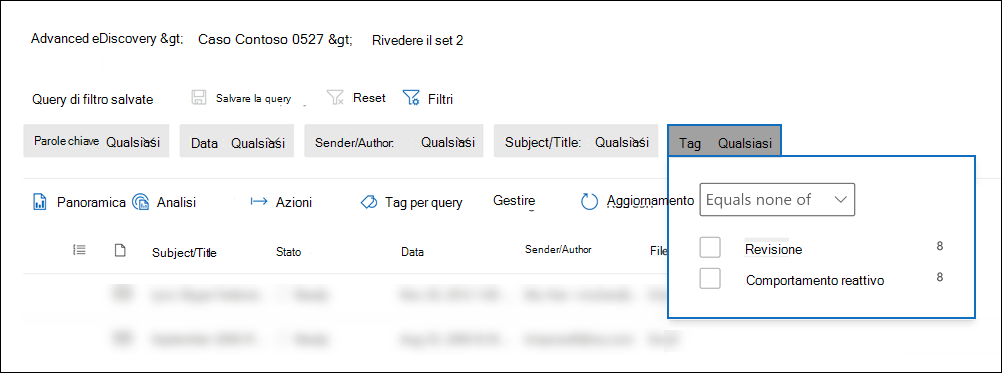 Advanced eDiscovery &gt; Caso Contoso 0527 &gt; Rivedere il set 2
Query di filtro salvate Salvare la query Reset Filtri
Parole chiave Qualsiasi Data Qualsiasi Sender/Author: Qualsiasi Subject/Title: Qualsiasi Tag Qualsiasi
Panoramica Analisi Azioni Tag per query Gestire Aggiornamento Equals none of
Subject/Title Stato Data Sender/Author File
Revisione 8
Comportamento reattivo 8